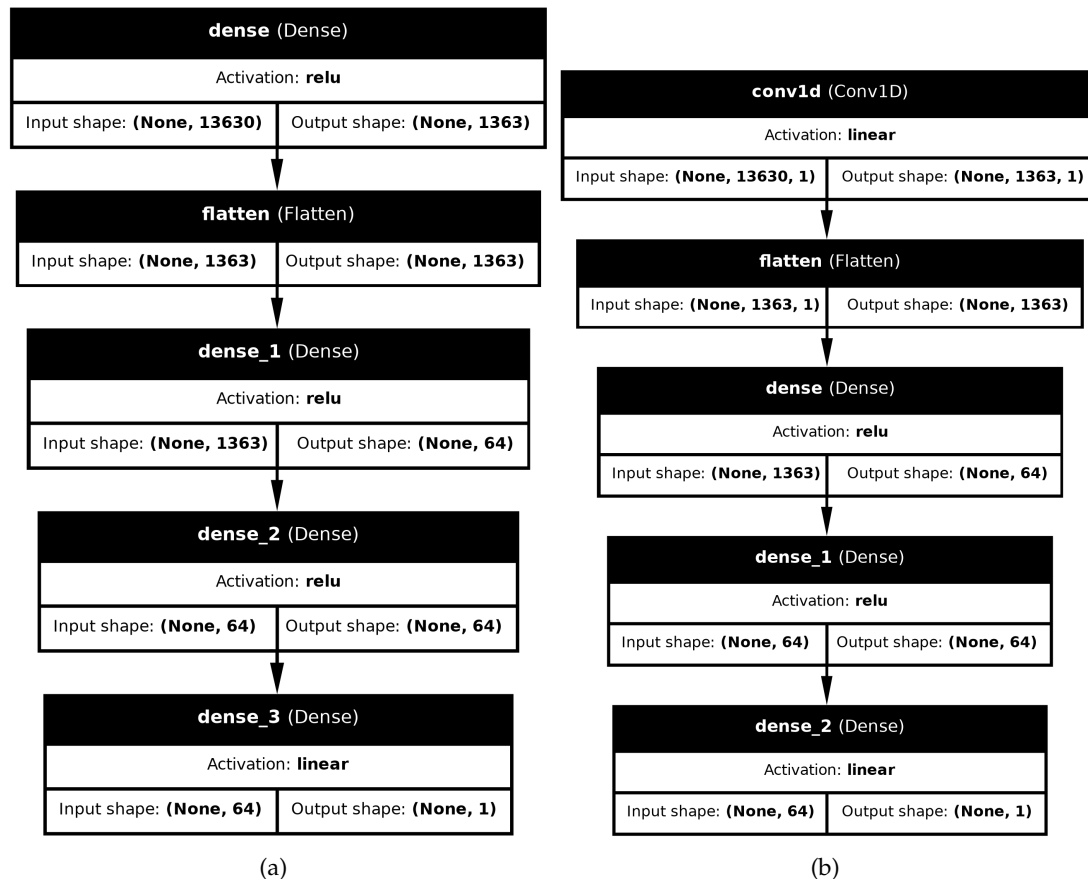 dense (Dense)
Activation: relu
Input shape: (None, 13630) Output shape: (None, 1363)
flatten (Flatten)
Input shape: (None, 1363) Output shape: (None, 1363)
dense_1 (Dense)
Activation: relu
Input shape: (None, 1363) Output shape: (None, 64)
dense_2 (Dense)
Activation: relu
Input shape: (None, 64) Output shape: (None, 64)
dense_3 (Dense)
Activation: linear
Input shape: (None, 64) Output shape: (None, 1)
(a)
conv1d (Conv1D)
Activation: linear
Input shape: (None, 13630, 1) Output shape: (None, 1363, 1)
flatten (Flatten)
Input shape: (None, 1363, 1) Output shape: (None, 1363)
dense (Dense)
Activation: relu
Input shape: (None, 1363) Output shape: (None, 64)
dense_1 (Dense)
Activation: relu
Input shape: (None, 64) Output shape: (None, 64)
dense_2 (Dense)
Activation: linear
Input shape: (None, 64) Output shape: (None, 1)
(b)